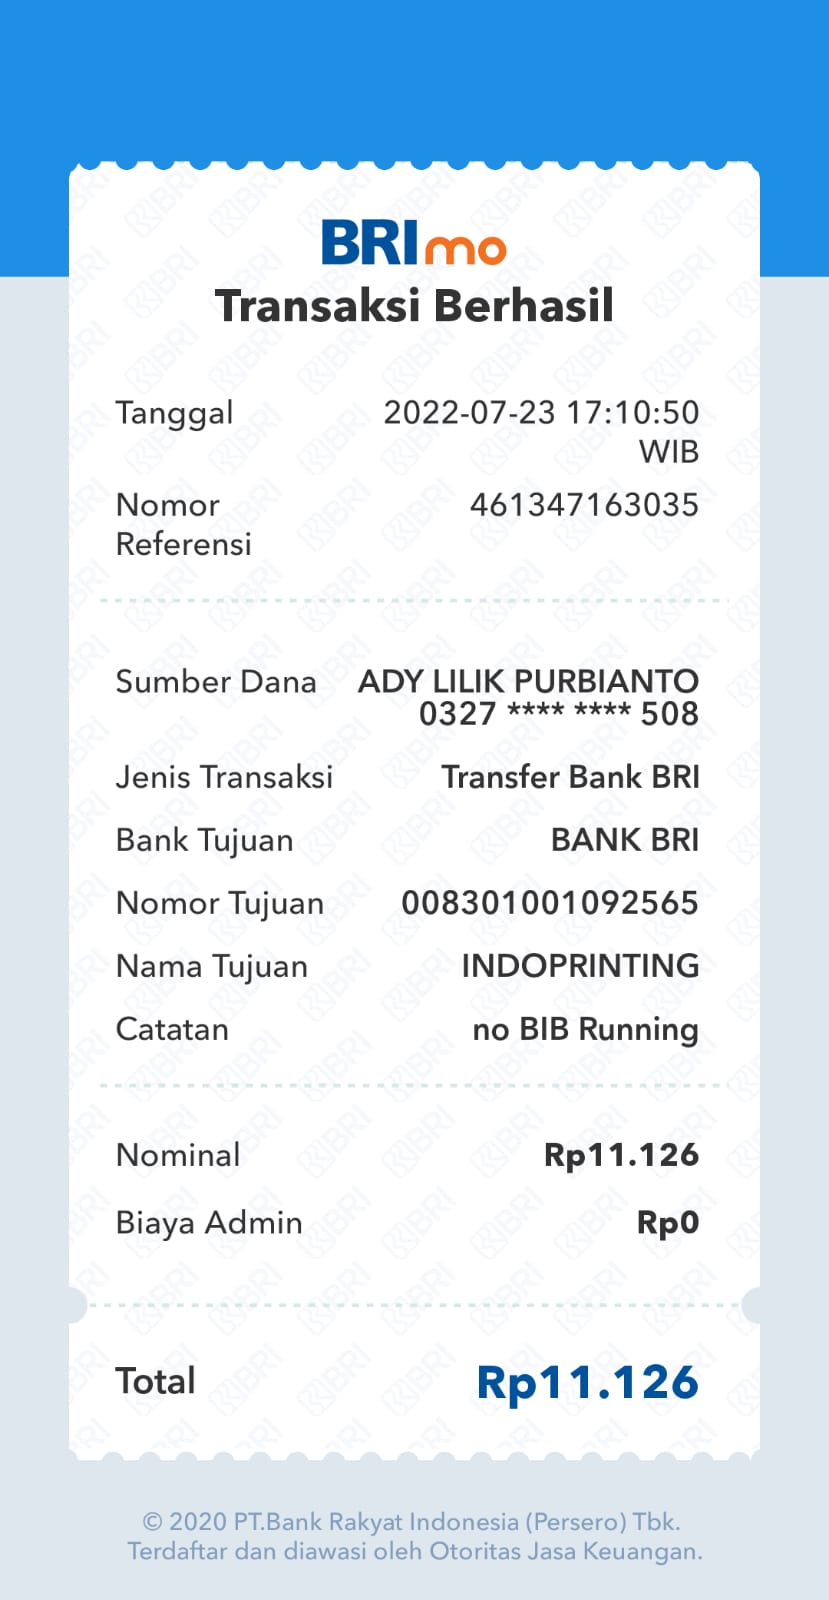 BRImo
Transaksi Berhasil
Tanggal 2022-07-23 17:10:50
WIB
Nomor 461347163035
Referensi
Sumber Dana ADY LILIK PURBIANTO
0327 **** **** 508
Jenis Transaksi Transfer Bank BRI
Bank Tujuan BANK BRI
Nomor Tujuan 008301001092565
Nama Tujuan INDOPRINTING
Catatan no BIB Running
Nominal Rp11.126
Biaya Admin Rp0
Total Rp11.126
© 2020 PT.Bank Rakyat Indonesia (Persero) Tbk.
Terdaftar dan diawasi oleh Otoritas Jasa Keuangan.